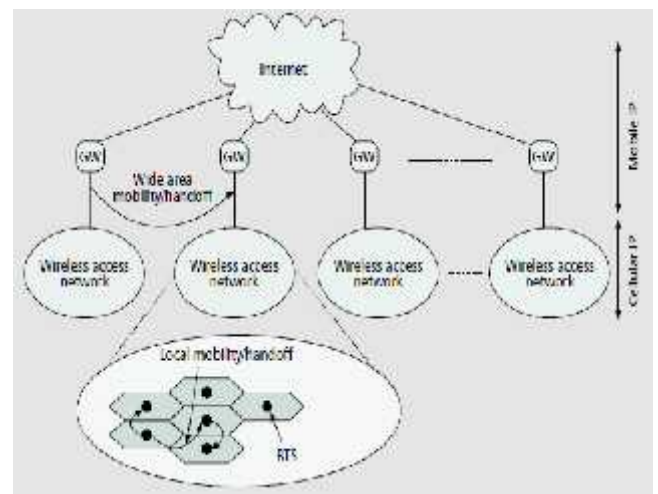 Internet
Mobile IP
GW
GW
GW
GW
Wide area
mobility/handoff
Wireless access
network
Wireless access
network
Wireless access
network
Wireless access
network
Cellular IP
Local mobility/handoff
BTS